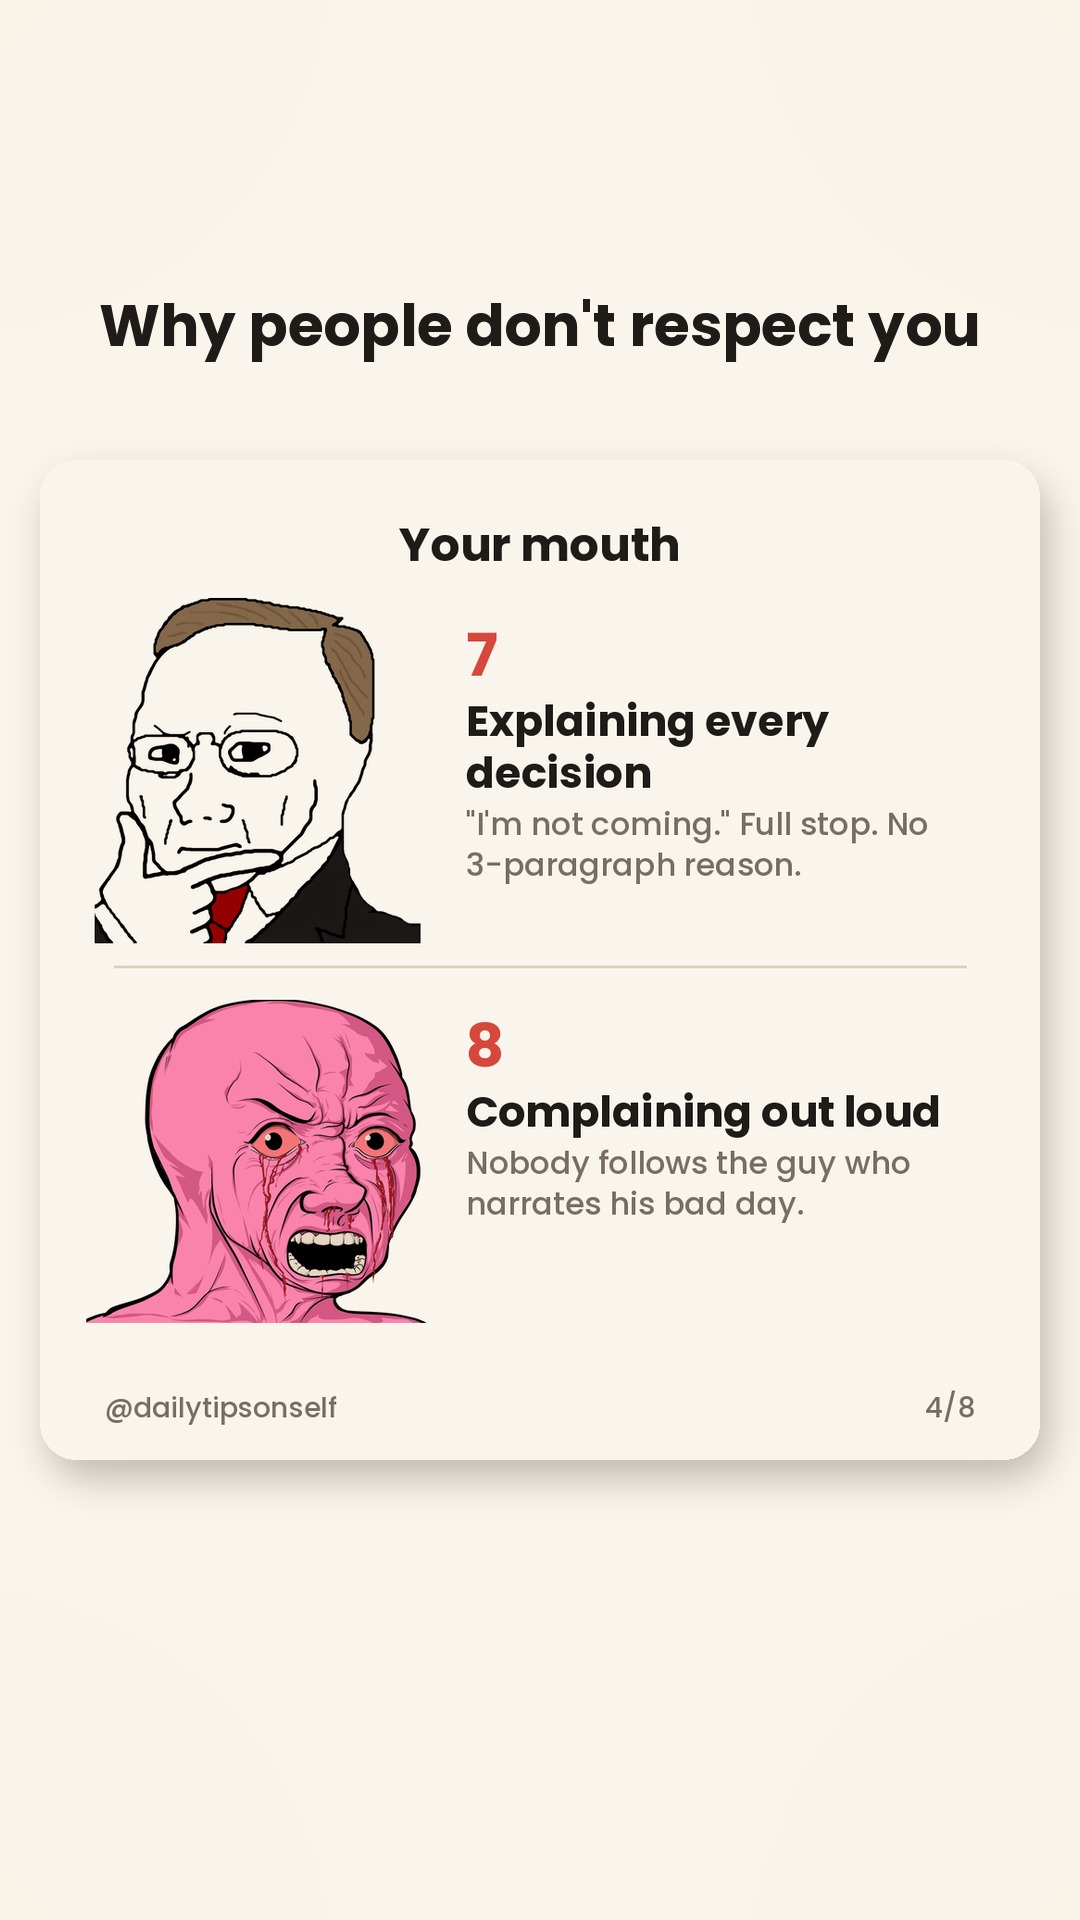 Why people don't respect you
Your mouth
7
Explaining every
decision
"I'm not coming." Full stop. No
3-paragraph reason.
8
Complaining out loud
Nobody follows the guy who
narrates his bad day.
@dailytipsonself
4/8